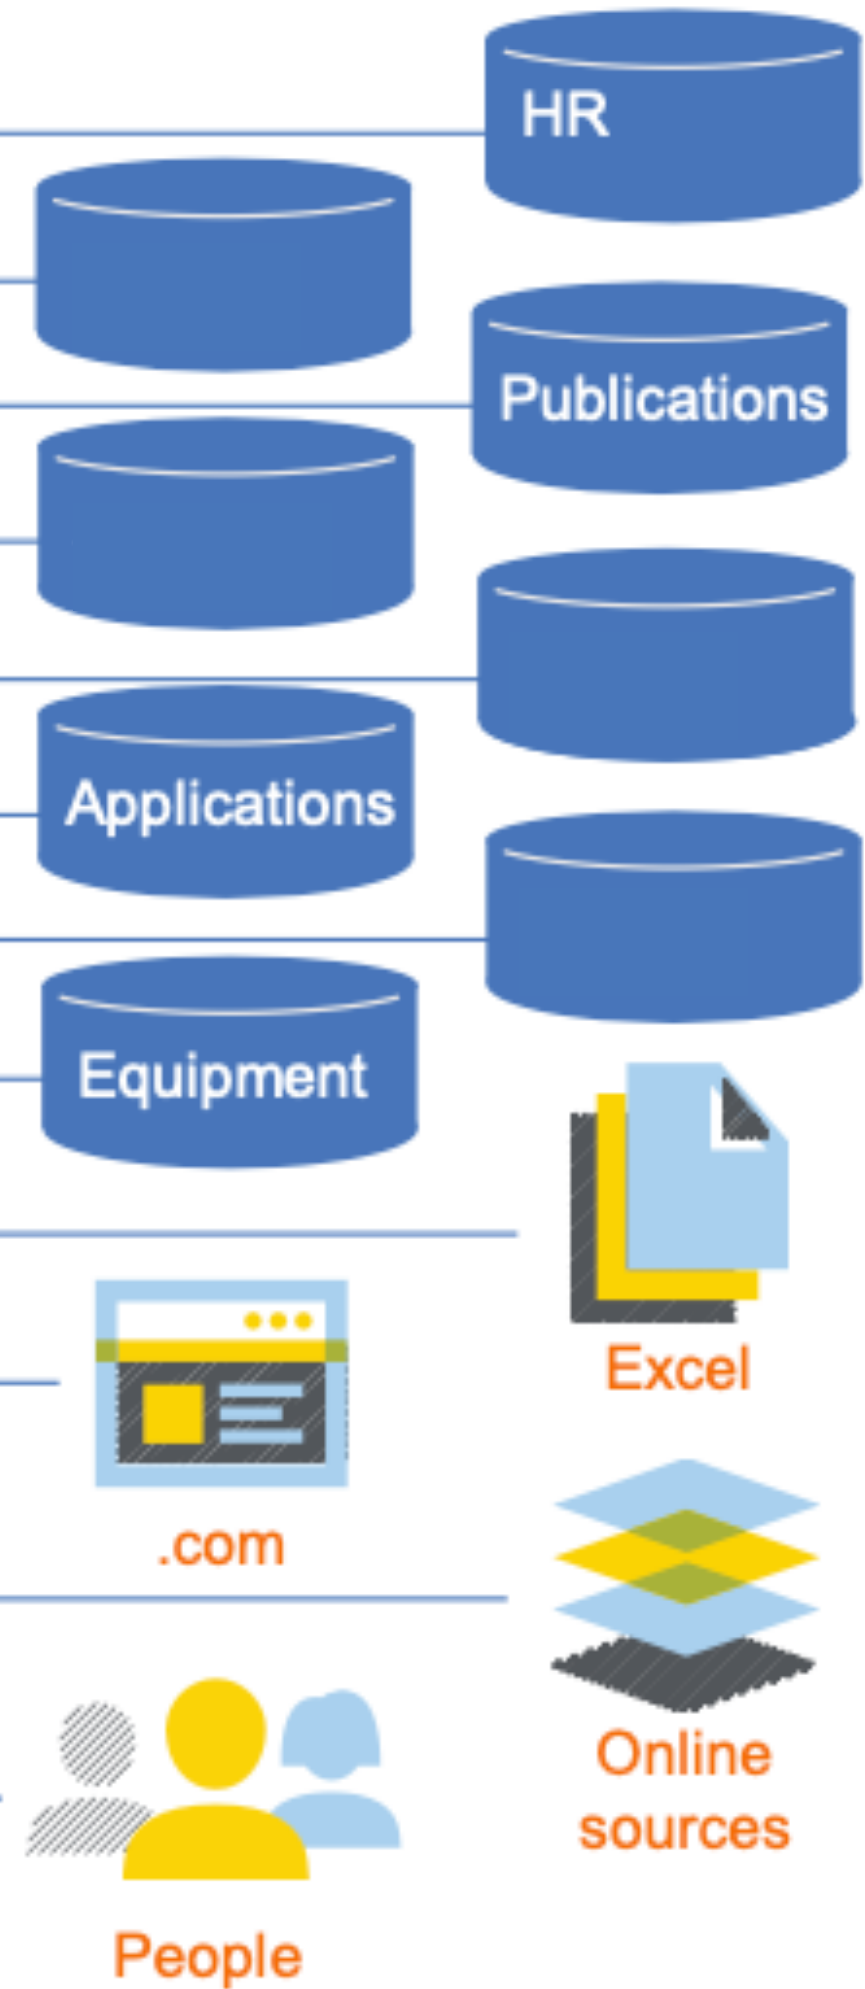 HR
Publications
Applications
Equipment
Excel
.com
Online
sources
People